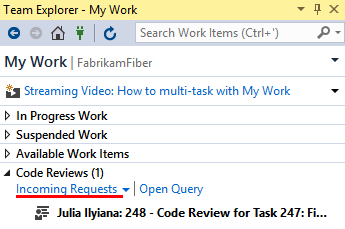 Team Explorer - My Work
Search Work Items (Ctrl+')
My Work | FabrikamFiber
Streaming Video: How to multi-task with My Work
In Progress Work
Suspended Work
Available Work Items
Code Reviews (1)
Incoming Requests | Open Query
Julia Ilyiana: 248 - Code Review for Task 247: Fi...